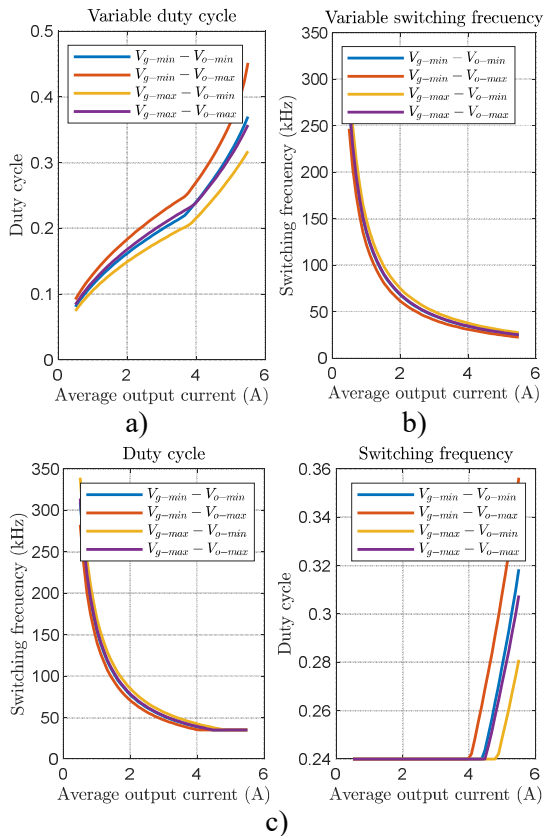 Variable duty cycle
0.5
0.4
0.3
0.2
0.1
0
Duty cycle
V_{g-min} - V_{o-min}
V_{g-min} - V_{o-max}
V_{g-max} - V_{o-min}
V_{g-max} - V_{o-max}
0 2 4 6
Average output current (A)
a)
Variable switching frecuency
350
300
250
200
150
100
50
0
Switching frecuency (kHz)
V_{g-min} - V_{o-min}
V_{g-min} - V_{o-max}
V_{g-max} - V_{o-min}
V_{g-max} - V_{o-max}
0 2 4 6
Average output current (A)
b)
Duty cycle
350
300
250
200
150
100
50
0
Switching frecuency (kHz)
V_{g-min} - V_{o-min}
V_{g-min} - V_{o-max}
V_{g-max} - V_{o-min}
V_{g-max} - V_{o-max}
0 2 4 6
Average output current (A)
Switching frequency
0.36
0.34
0.32
0.3
0.28
0.26
0.24
Duty cycle
V_{g-min} - V_{o-min}
V_{g-min} - V_{o-max}
V_{g-max} - V_{o-min}
V_{g-max} - V_{o-max}
0 2 4 6
Average output current (A)
c)